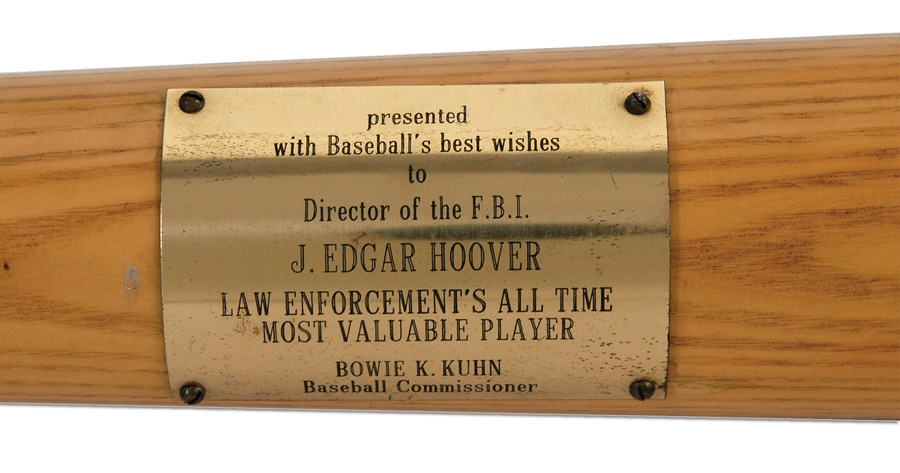 presented
with Baseball's best wishes
to
Director of the F.B.I.
J. EDGAR HOOVER
LAW ENFORCEMENT'S ALL TIME
MOST VALUABLE PLAYER
BOWIE K. KUHN
Baseball Commissioner